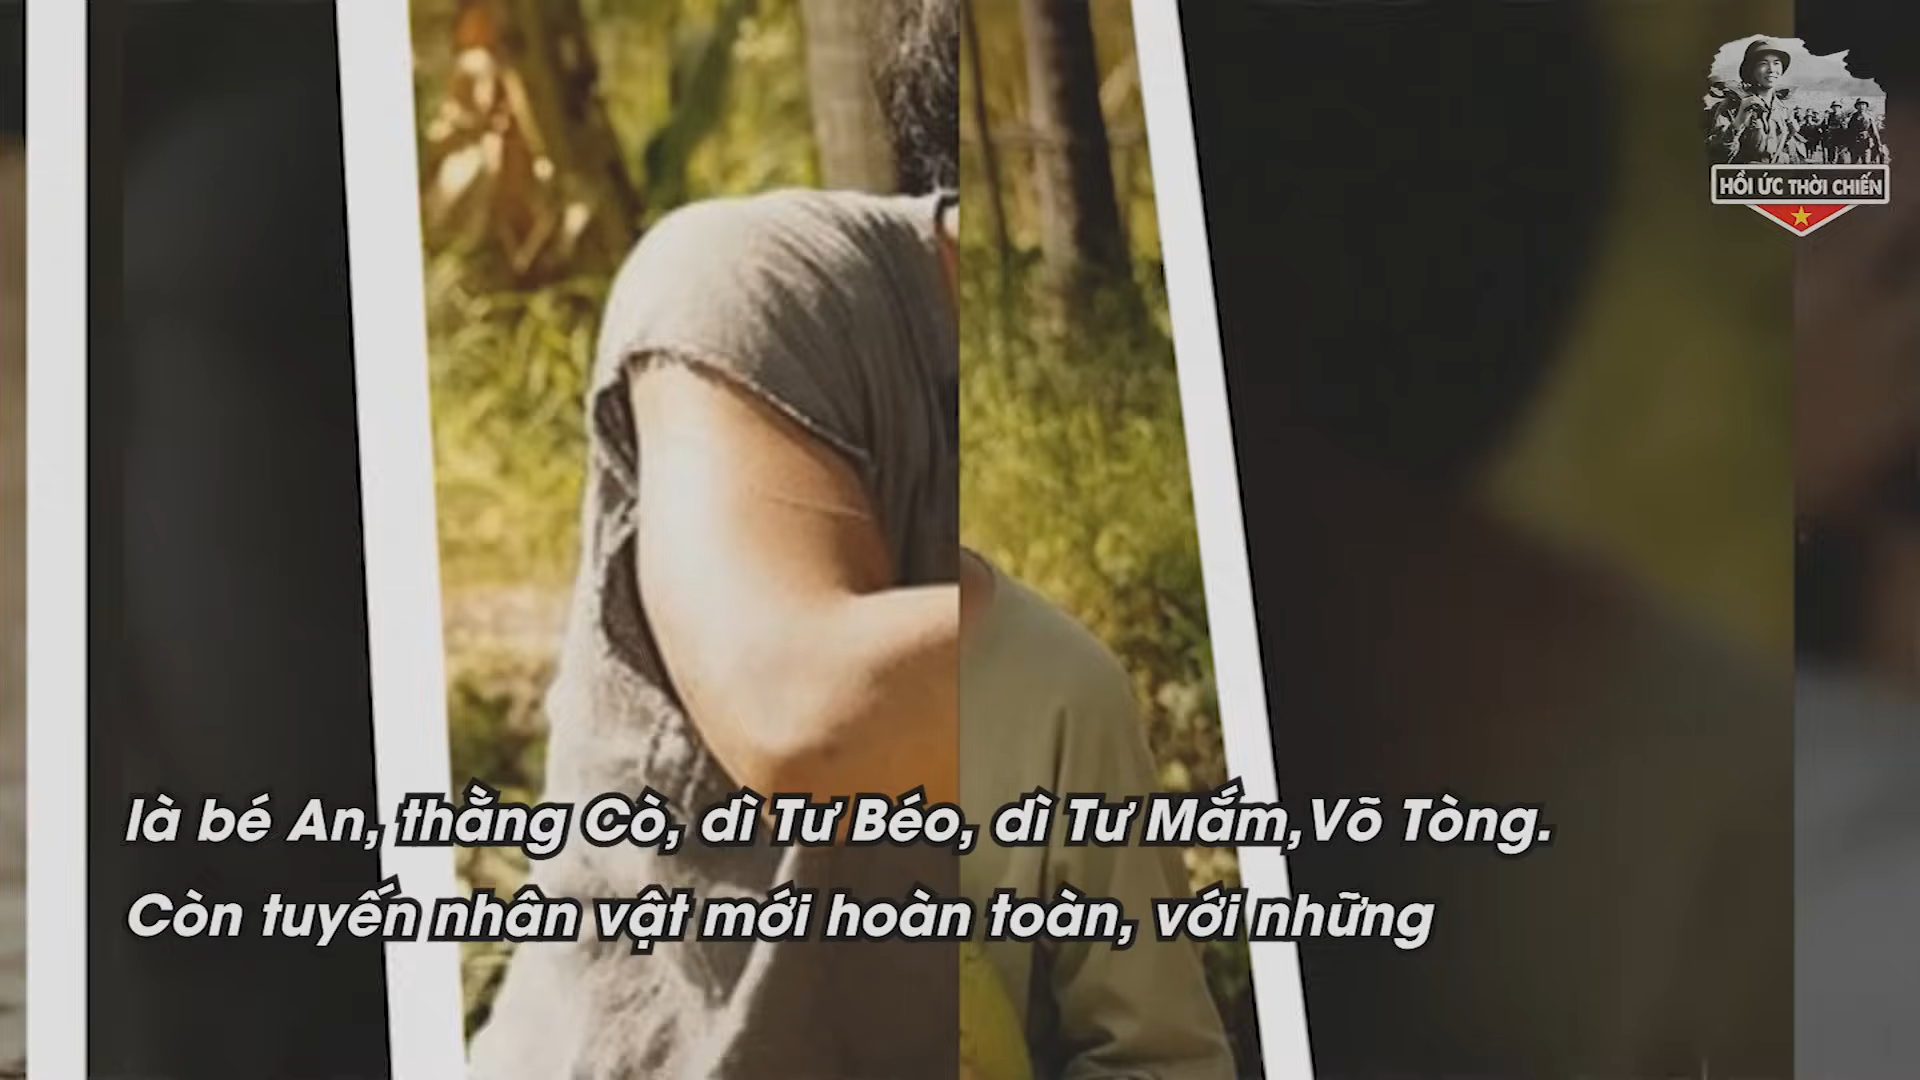 HỒI ỨC THỜI CHIẾN
là bé An, thằng Cò, dì Tư Béo, dì Tư Mắm,Võ Tòng.
Còn tuyến nhân vật mới hoàn toàn, với những